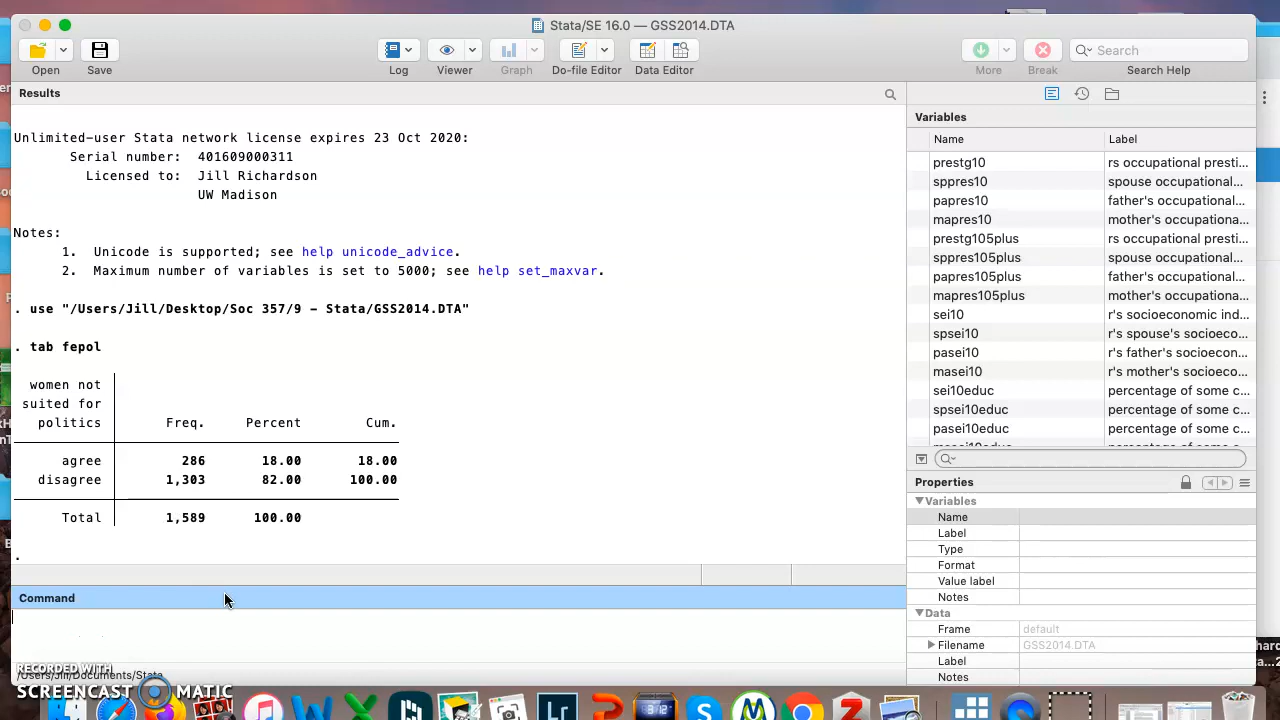 Stata/SE 16.0 — GSS2014.DTA
Open Save Log Viewer Graph Do-file Editor Data Editor More Break Search Help
Search
Results
Unlimited-user Stata network license expires 23 Oct 2020:
Serial number: 401609000311
Licensed to: Jill Richardson
UW Madison
Notes:
1. Unicode is supported; see help unicode_advice.
2. Maximum number of variables is set to 5000; see help set_maxvar.
. use "/Users/Jill/Desktop/Soc 357/9 - Stata/GSS2014.DTA"
. tab fepol
women not
suited for
politics Freq. Percent Cum.
agree 286 18.00 18.00
disagree 1,303 82.00 100.00
Total 1,589 100.00
.
Command
/Users/Jill/Documents/Stata
Variables
Name Label
prestg10 rs occupational presti...
sppres10 spouse occupational...
papres10 father's occupational...
mapres10 mother's occupationa...
prestg105plus rs occupational presti...
sppres105plus spouse occupational...
papres105plus father's occupational...
mapres105plus mother's occupationa...
sei10 r's socioeconomic ind...
spsei10 r's spouse's socioeco...
pasei10 r's father's socioecon...
masei10 r's mother's socioeco...
sei10educ percentage of some c...
spsei10educ percentage of some c...
pasei10educ percentage of some c...
Properties
Variables
Name
Label
Type
Format
Value label
Notes
Data
Frame default
Filename GSS2014.DTA
Label
Notes
RECORDED WITH
SCREENCAST MATIC